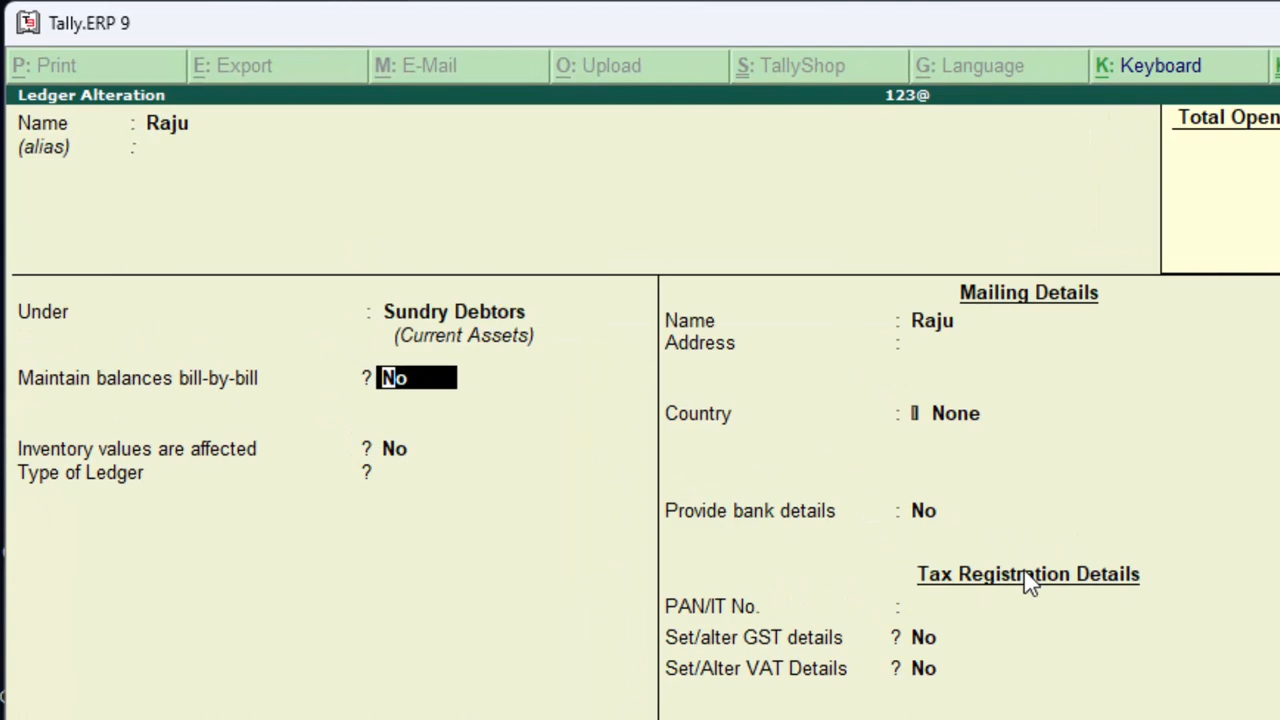 Tally.ERP 9
P: Print E: Export M: E-Mail O: Upload S: TallyShop G: Language K: Keyboard
Ledger Alteration 123@
Name : Raju
(alias) :
Total Open
Under : Sundry Debtors
(Current Assets)
Maintain balances bill-by-bill ? No
Inventory values are affected ? No
Type of Ledger ?
Mailing Details
Name : Raju
Address :
Country : None
Provide bank details : No
Tax Registration Details
PAN/IT No. :
Set/alter GST details ? No
Set/Alter VAT Details ? No